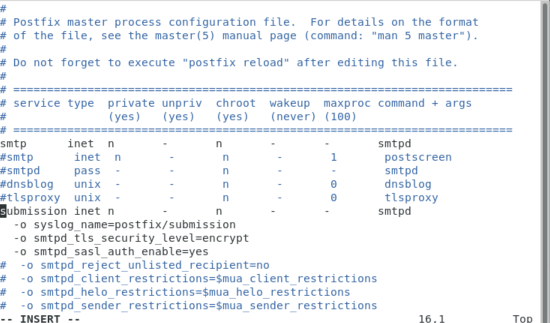 #
# Postfix master process configuration file.  For details on the format
# of the file, see the master(5) manual page (command: "man 5 master").
#
# Do not forget to execute "postfix reload" after editing this file.
#
# ==========================================================================
# service type  private unpriv  chroot  wakeup  maxproc command + args
#               (yes)   (yes)   (yes)   (never) (100)
# ==========================================================================
smtp      inet  n       -       n       -       -       smtpd
#smtp      inet  n       -       n       -       1       postscreen
#smtpd     pass  -       -       n       -       -       smtpd
#dnsblog   unix  -       -       n       -       0       dnsblog
#tlsproxy  unix  -       -       n       -       0       tlsproxy
submission inet n       -       n       -       -       smtpd
  -o syslog_name=postfix/submission
  -o smtpd_tls_security_level=encrypt
  -o smtpd_sasl_auth_enable=yes
#  -o smtpd_reject_unlisted_recipient=no
#  -o smtpd_client_restrictions=$mua_client_restrictions
#  -o smtpd_helo_restrictions=$mua_helo_restrictions
#  -o smtpd_sender_restrictions=$mua_sender_restrictions
-- INSERT --                                                  16.1          Top